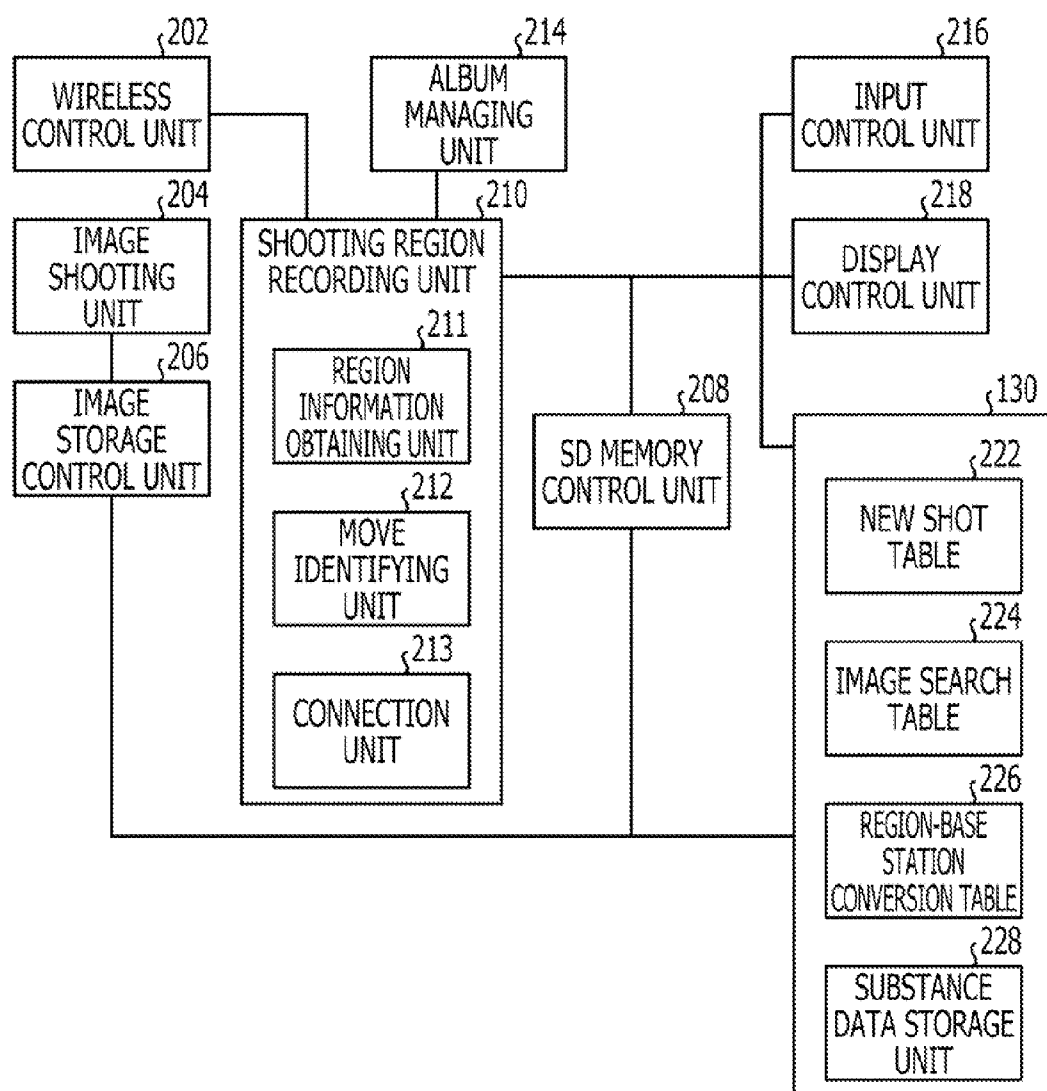 202
WIRELESS
CONTROL UNIT
214
ALBUM
MANAGING
UNIT
216
INPUT
CONTROL UNIT
204
IMAGE
SHOOTING
UNIT
210
SHOOTING REGION
RECORDING UNIT
218
DISPLAY
CONTROL UNIT
206
IMAGE
STORAGE
CONTROL UNIT
211
REGION
INFORMATION
OBTAINING UNIT
212
MOVE
IDENTIFYING
UNIT
213
CONNECTION
UNIT
208
SD MEMORY
CONTROL UNIT
130
222
NEW SHOT
TABLE
224
IMAGE SEARCH
TABLE
226
REGION-BASE
STATION
CONVERSION TABLE
228
SUBSTANCE
DATA STORAGE
UNIT